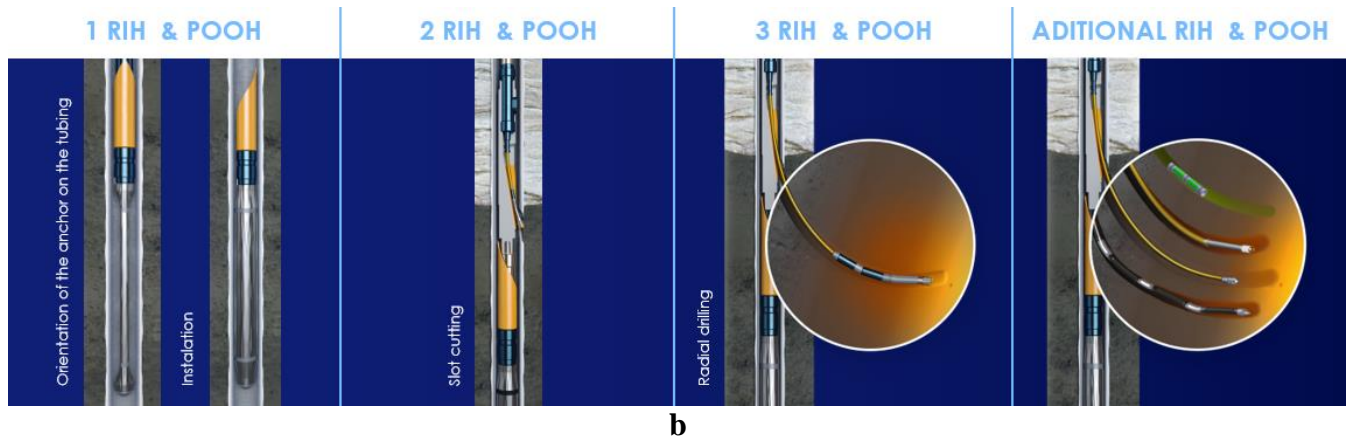 1 RIH & POOH
2 RIH & POOH
3 RIH & POOH
ADITIONAL RIH & POOH
Orientation of the anchor on the tubing
Instalation
Slot cutting
Radial drilling
b